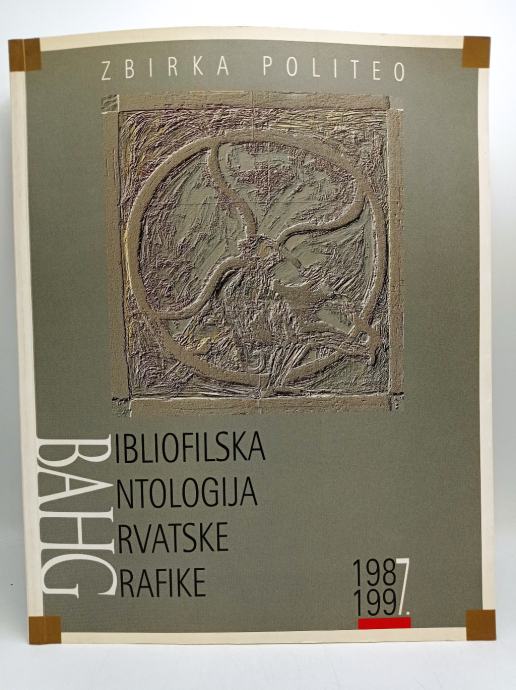 ZBIRKA POLITEO
BIBLIOFILSKA
ANTOLOGIJA
HRVATSKE
GRAFIKE
1987
1997.